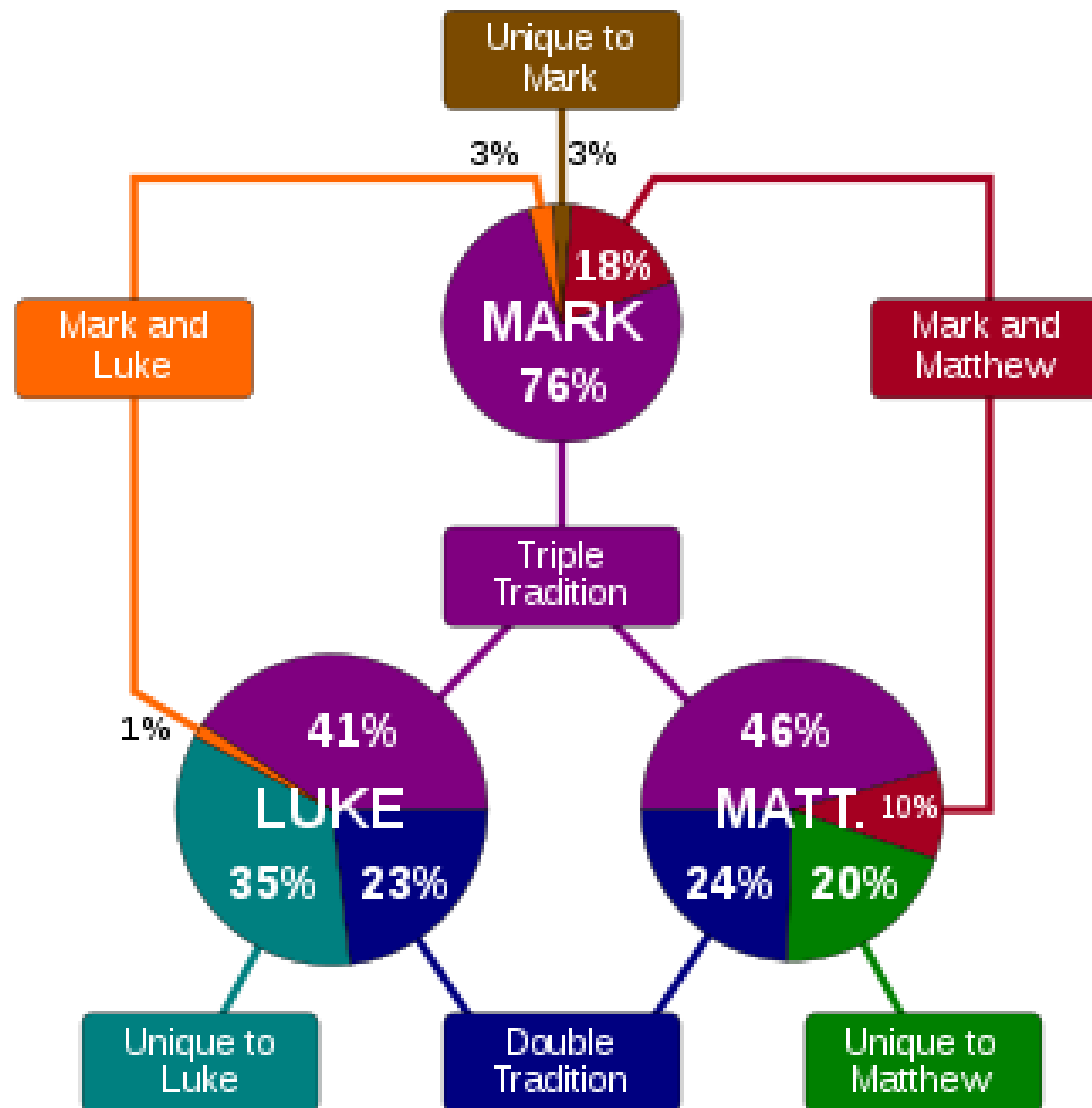 Unique to
Mark
3%
3%
18%
MARK
76%
Mark and
Luke
Mark and
Matthew
Triple
Tradition
1%
41%
LUKE
35%
23%
46%
MATT.
10%
24%
20%
Unique to
Luke
Double
Tradition
Unique to
Matthew